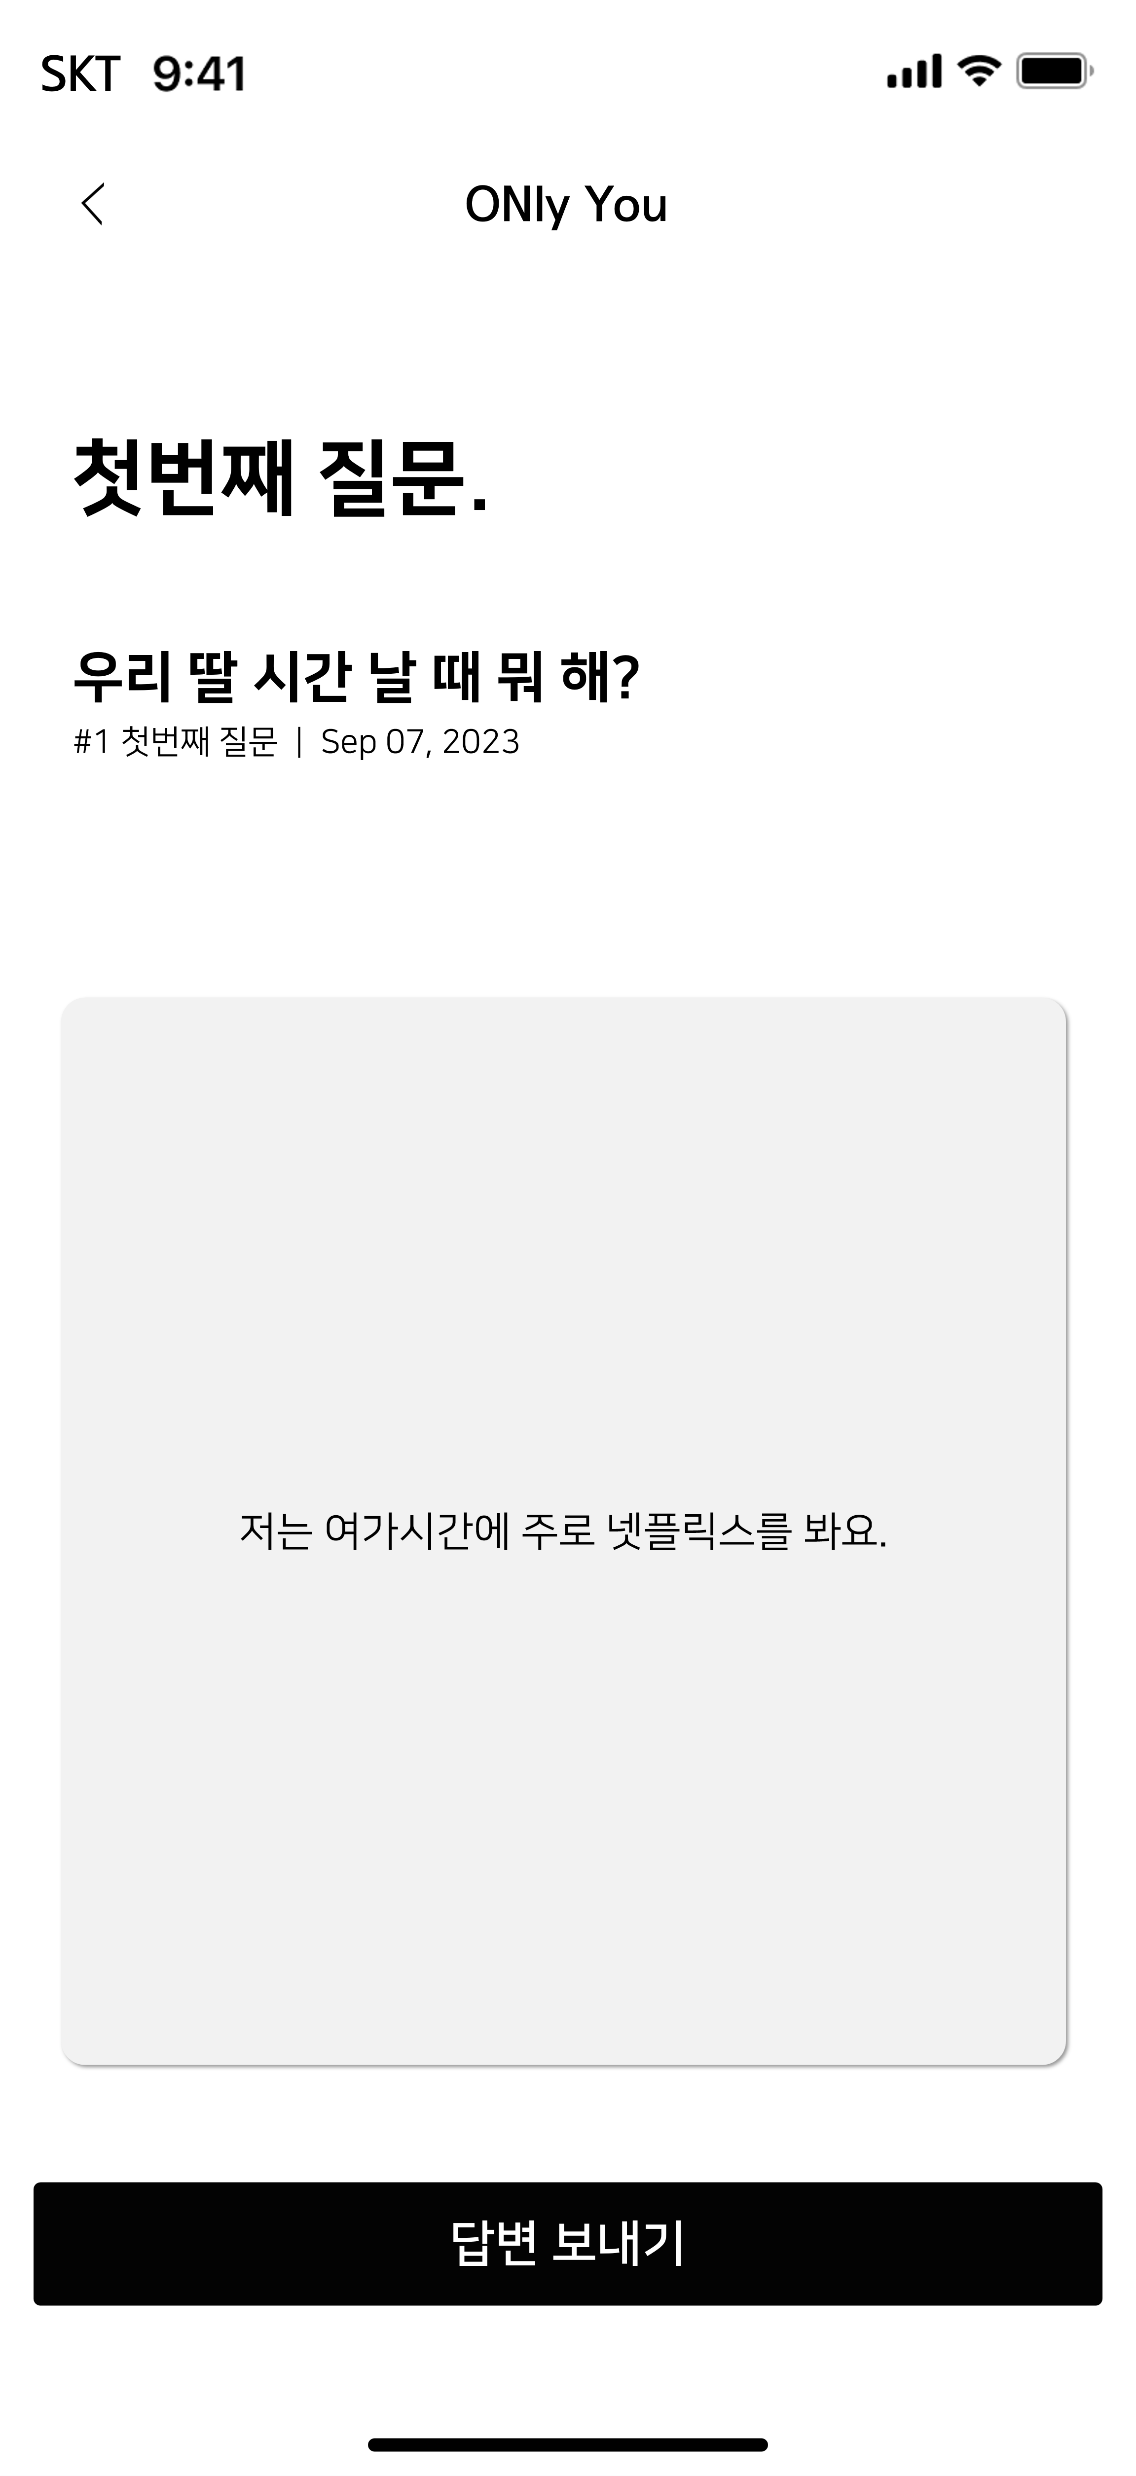 SKT 9:41
ONly You
첫번째 질문.
우리 딸 시간 날 때 뭐 해?
#1 첫번째 질문 | Sep 07, 2023
저는 여가시간에 주로 넷플릭스를 봐요.
답변 보내기